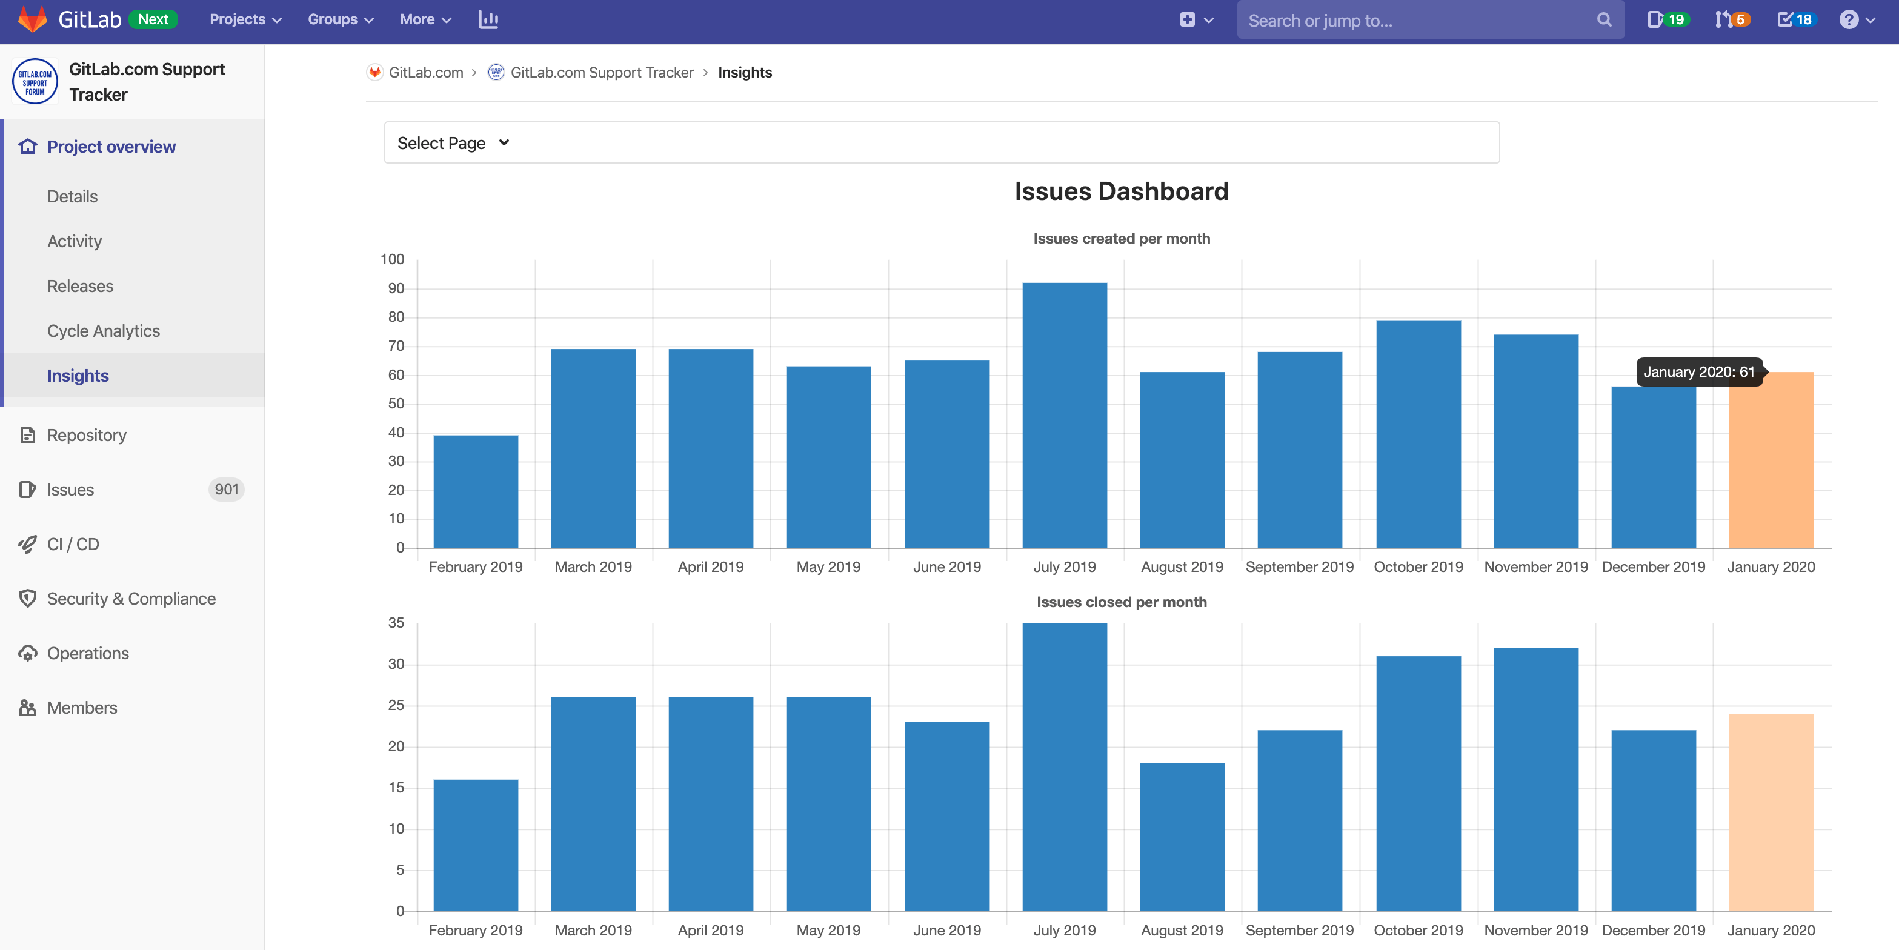 GitLab Next Projects Groups More Search or jump to... 19 6 18 ?
GITLAB.COM
SUPPORT
FORUM
GitLab.com Support
Tracker
Project overview
Details
Activity
Releases
Cycle Analytics
Insights
Repository
Issues 901
CI / CD
Security & Compliance
Operations
Members
GitLab.com > GitLab.com Support Tracker > Insights
Select Page
Issues Dashboard
Issues created per month
100
90
80
70
60
50
40
30
20
10
0
January 2020: 61
February 2019 March 2019 April 2019 May 2019 June 2019 July 2019 August 2019 September 2019 October 2019 November 2019 December 2019 January 2020
Issues closed per month
35
30
25
20
15
10
5
0
February 2019 March 2019 April 2019 May 2019 June 2019 July 2019 August 2019 September 2019 October 2019 November 2019 December 2019 January 2020